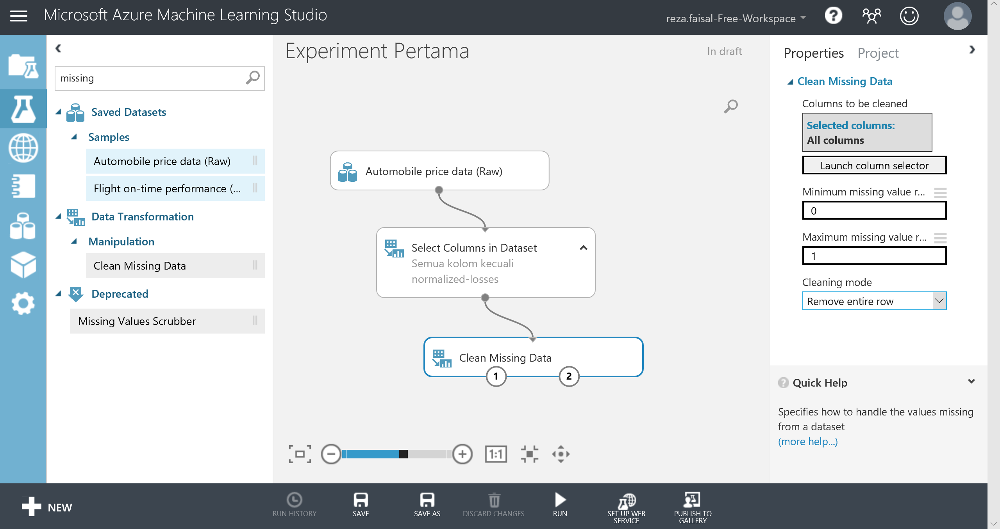 Microsoft Azure Machine Learning Studio
reza.faisal-Free-Workspace
?
missing
Saved Datasets
Samples
Automobile price data (Raw)
Flight on-time performance (...
Data Transformation
Manipulation
Clean Missing Data
Deprecated
Missing Values Scrubber
Experiment Pertama
In draft
Automobile price data (Raw)
Select Columns in Dataset
Semua kolom kecuali
normalized-losses
Clean Missing Data
1
2
1:1
Properties
Project
Clean Missing Data
Columns to be cleaned
Selected columns:
All columns
Launch column selector
Minimum missing value r...
0
Maximum missing value r...
1
Cleaning mode
Remove entire row
? Quick Help
Specifies how to handle the values missing
from a dataset
(more help...)
NEW
RUN HISTORY
SAVE
SAVE AS
DISCARD CHANGES
RUN
SET UP WEB
SERVICE
PUBLISH TO
GALLERY